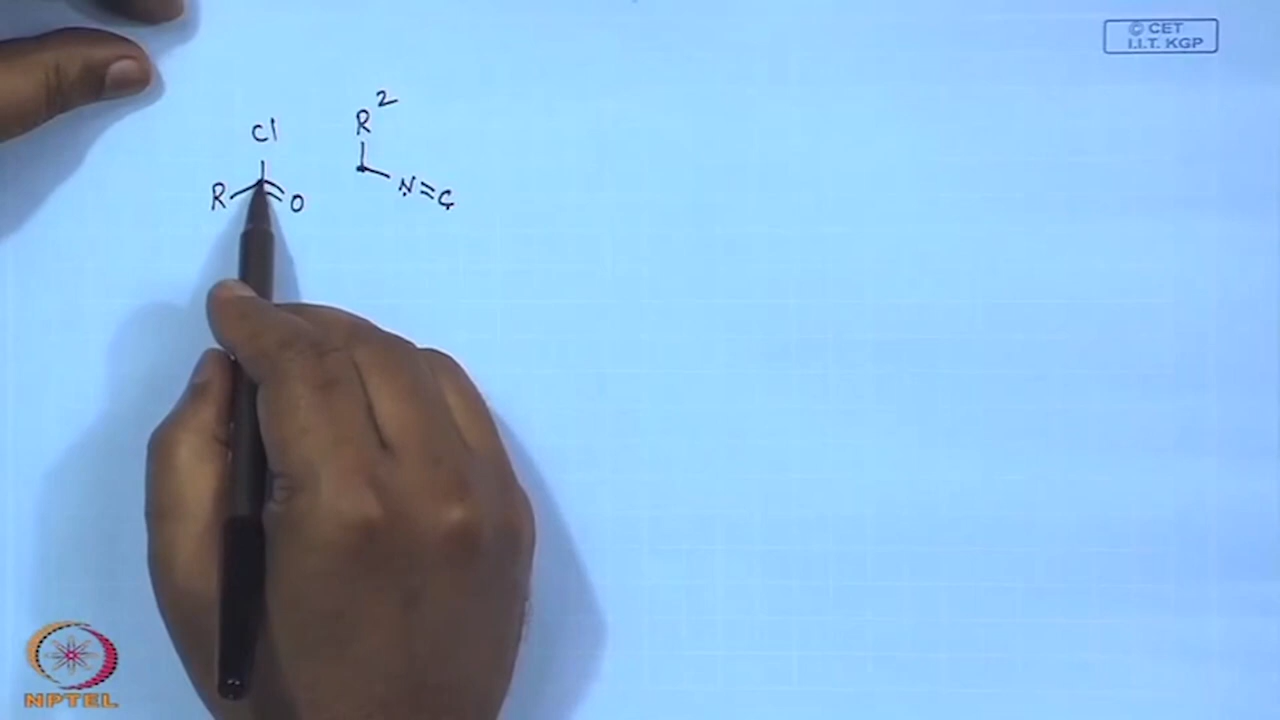 © CET
I.I.T. KGP
R²
Cl
R O
N=C
NPTEL